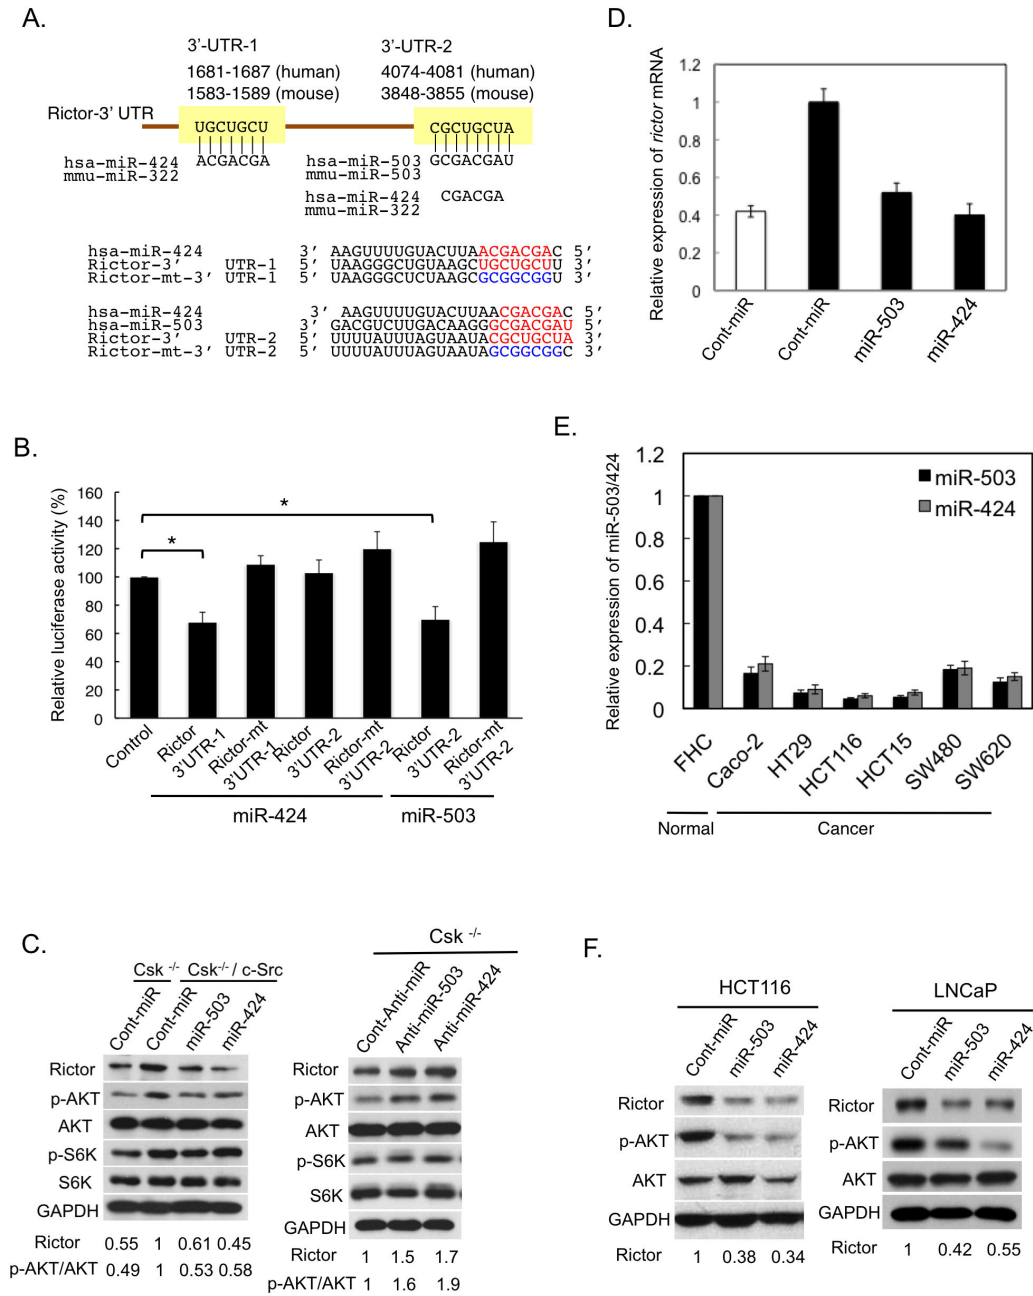 A.
3'-UTR-1 3'-UTR-2
1681-1687 (human) 4074-4081 (human)
1583-1589 (mouse) 3848-3855 (mouse)
Rictor-3' UTR
UGCUGCU CGCUGCUA
hsa-miR-424 ACGACGA hsa-miR-503 GCGACGAU
mmu-miR-322 mmu-miR-503
hsa-miR-424 CGACGA
mmu-miR-322
hsa-miR-424 3' AAGUUUUGUACUUAACGACGAC 5'
Rictor-3' UTR-1 5' UAAGGGCUGUAAGCUGCUGCUU 3'
Rictor-mt-3' UTR-1 5' UAAGGGCUCUAAGCGCGGCGGU 3'
hsa-miR-424 3' AAGUUUUGUACUUAACGACGAC 5'
hsa-miR-503 3' GACGUCUUGACAAGGGCGACGAU 5'
Rictor-3' UTR-2 5' UUUUAUUUAGUAAUACGCUGCUA 3'
Rictor-mt-3' UTR-2 5' UUUUAUUUAGUAAUAGCGGCGGC 3'
B.
Relative luciferase activity (%)
160
140
120
100
80
60
40
20
0
* *
Control
Rictor 3'UTR-1
Rictor-mt 3'UTR-1
Rictor 3'UTR-2
Rictor-mt 3'UTR-2
Rictor 3'UTR-2
Rictor-mt 3'UTR-2
miR-424 miR-503
C.
Csk -/- Csk-/- / c-Src
Cont-miR Cont-miR miR-503 miR-424
Rictor
p-AKT
AKT
p-S6K
S6K
GAPDH
Rictor 0.55 1 0.61 0.45
p-AKT/AKT 0.49 1 0.53 0.58
Csk -/-
Cont-Anti-miR Anti-miR-503 Anti-miR-424
Rictor
p-AKT
AKT
p-S6K
S6K
GAPDH
Rictor 1 1.5 1.7
p-AKT/AKT 1 1.6 1.9
D.
Relative expression of rictor mRNA
1.2
1
0.8
0.6
0.4
0.2
0
Cont-miR Cont-miR miR-503 miR-424
E.
Relative expression of miR-503/424
1.2
1
0.8
0.6
0.4
0.2
0
miR-503
miR-424
FHC Caco-2 HT29 HCT116 HCT15 SW480 SW620
Normal Cancer
F.
HCT116
Cont-miR miR-503 miR-424
Rictor
p-AKT
AKT
GAPDH
Rictor 1 0.38 0.34
LNCaP
Cont-miR miR-503 miR-424
Rictor
p-AKT
AKT
GAPDH
Rictor 1 0.42 0.55